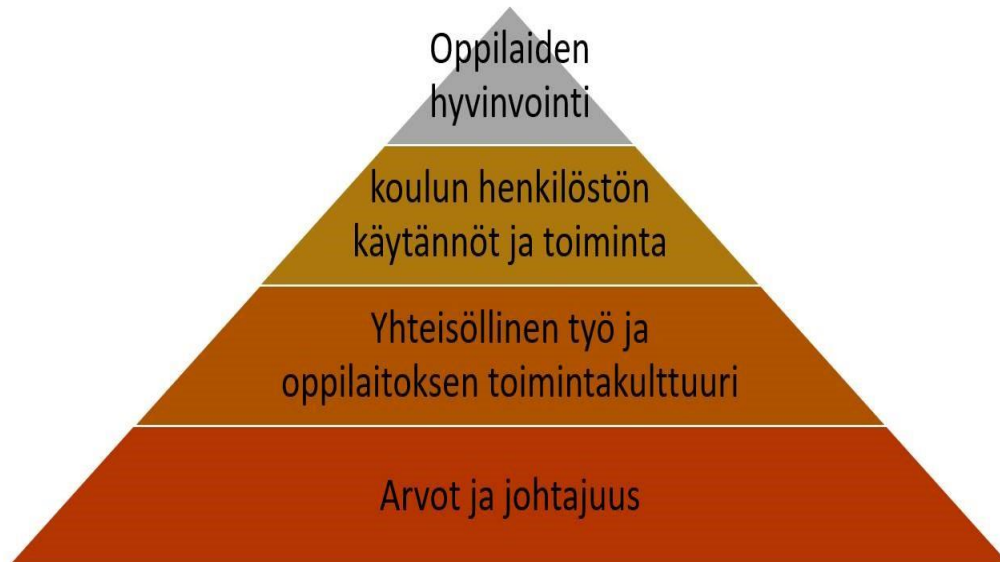 Oppilaiden
hyvinvointi
koulun henkilöstön
käytännöt ja toiminta
Yhteisöllinen työ ja
oppilaitoksen toimintakulttuuri
Arvot ja johtajuus